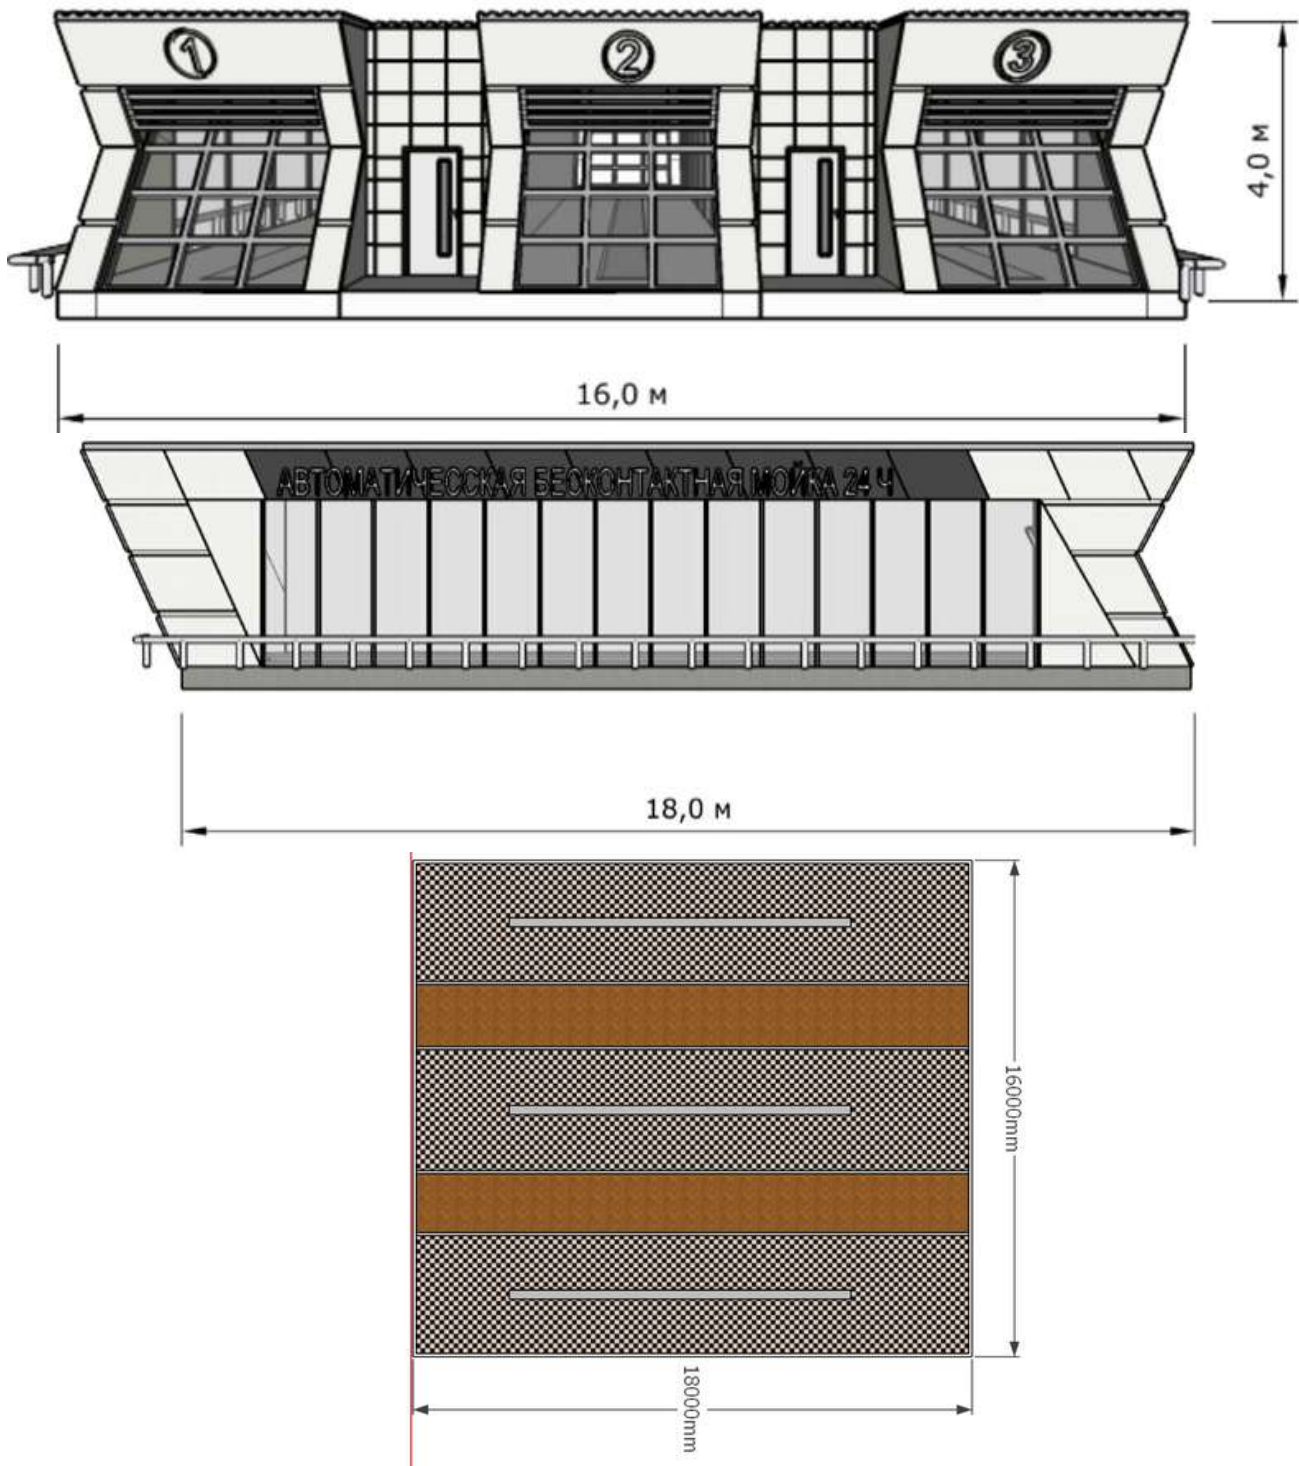 1
2
3
4,0 м
16,0 м
АВТОМАТИЧЕССКАЯ БЕСКОНТАКТНАЯ МОЙКА 24 Ч
18,0 м
16000mm
18000mm